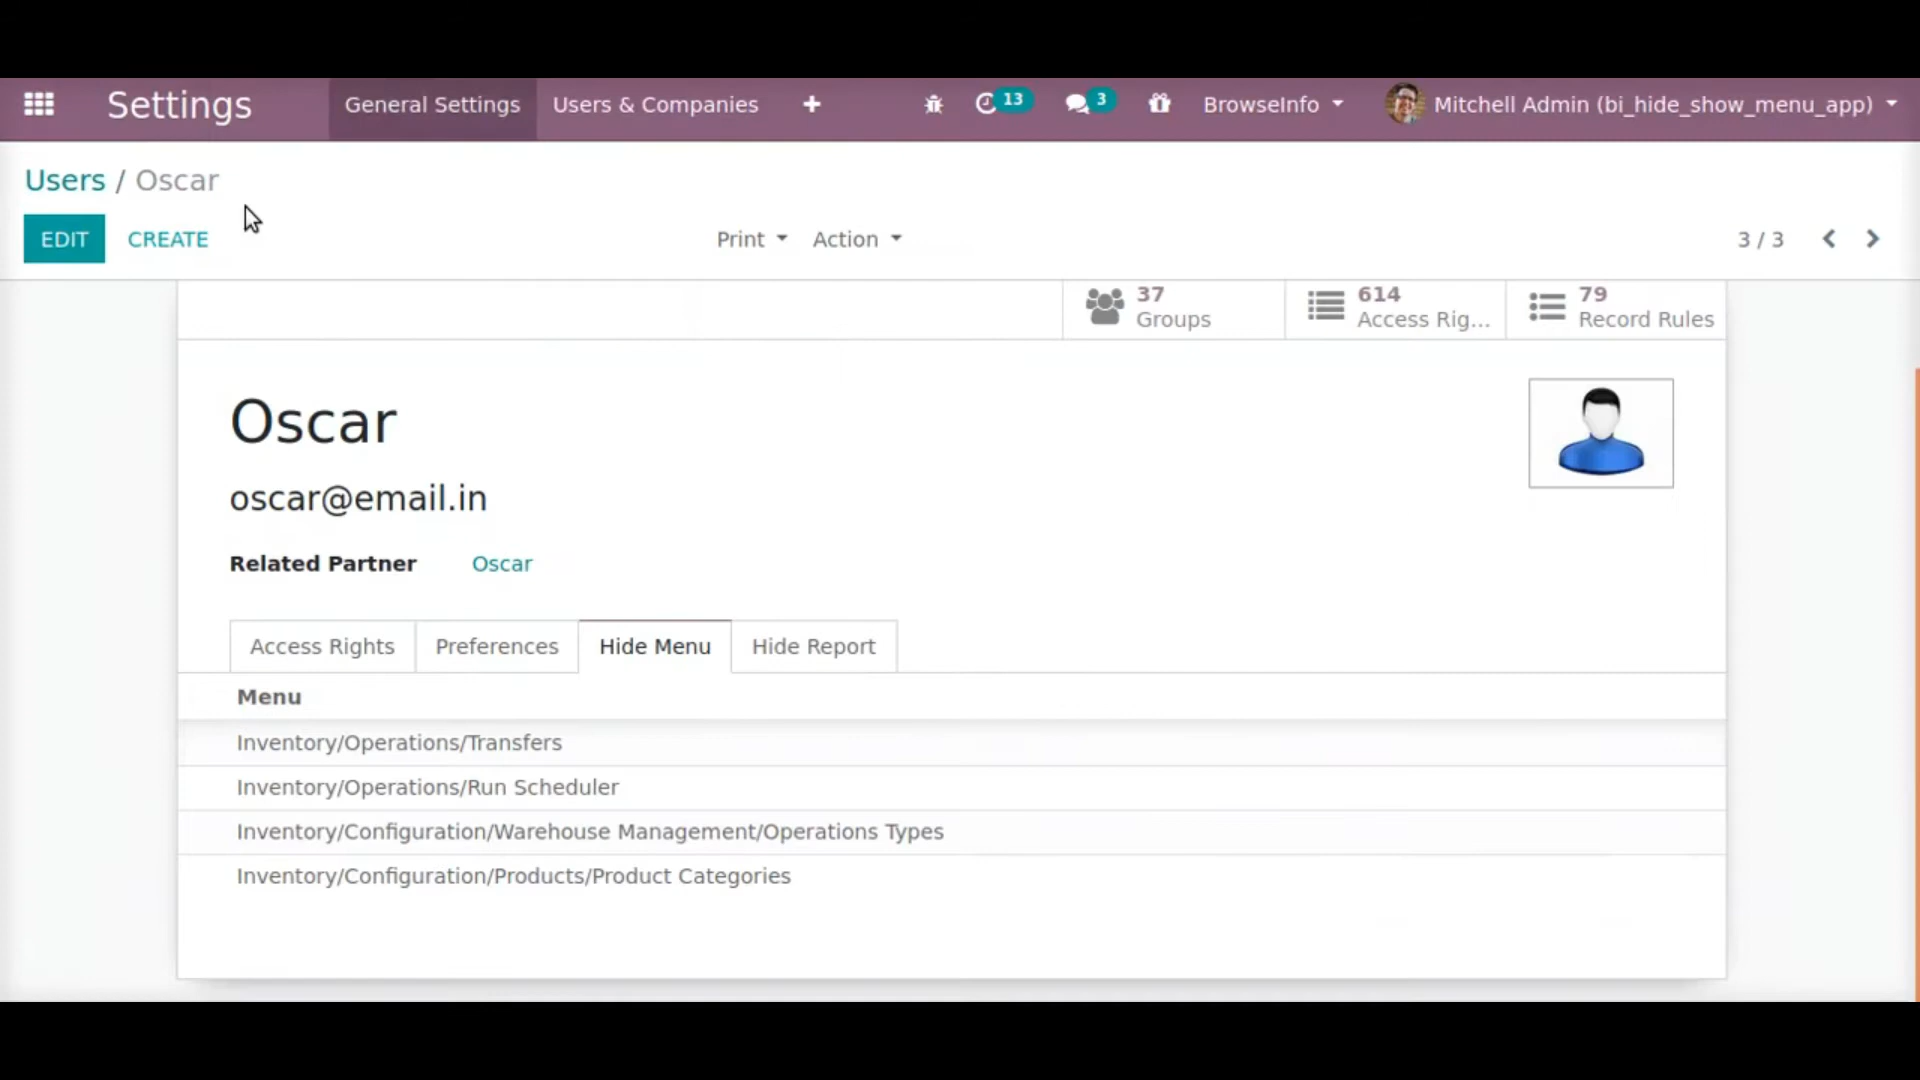 Settings General Settings Users & Companies 13 3 BrowseInfo Mitchell Admin (bi_hide_show_menu_app)
Users / Oscar
EDIT CREATE Print Action 3 / 3
37 Groups
614 Access Rig...
79 Record Rules
Oscar
oscar@email.in
Related Partner Oscar
Access Rights Preferences Hide Menu Hide Report
Menu
Inventory/Operations/Transfers
Inventory/Operations/Run Scheduler
Inventory/Configuration/Warehouse Management/Operations Types
Inventory/Configuration/Products/Product Categories